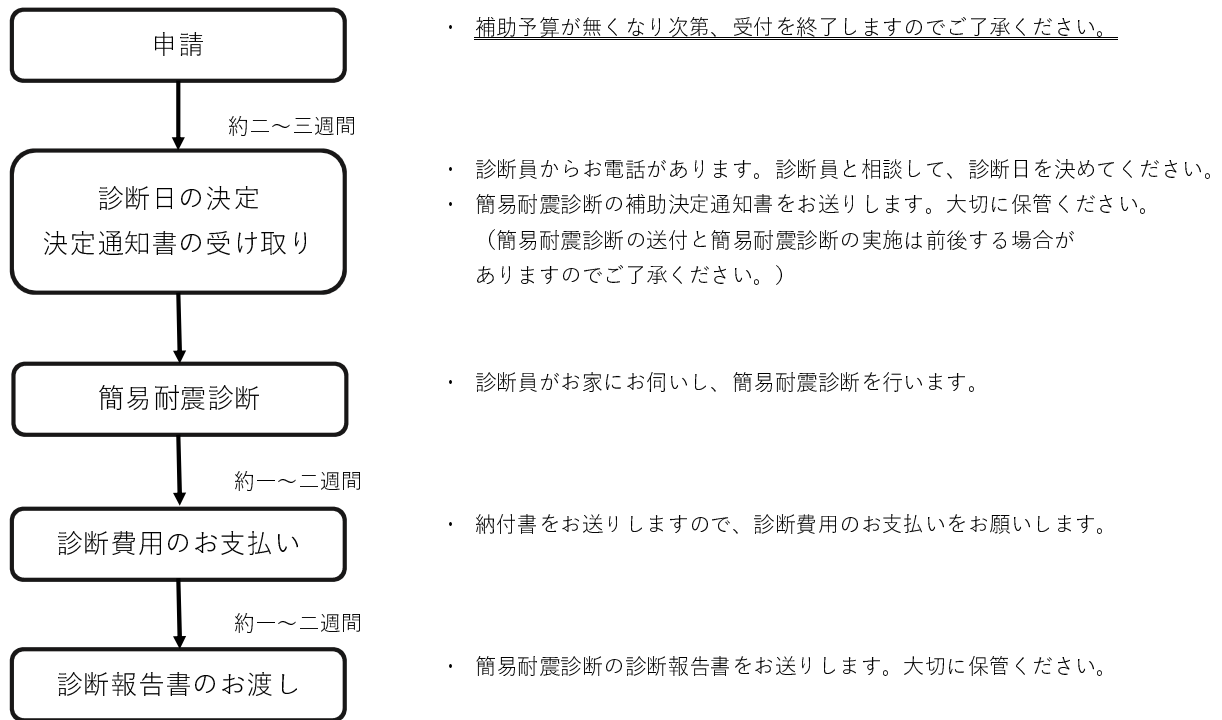 申請
・ 補助予算が無くなり次第、受付を終了しますのでご了承ください。
約二～三週間
診断日の決定
決定通知書の受け取り
・ 診断員からお電話があります。診断員と相談して、診断日を決めてください。
・ 簡易耐震診断の補助決定通知書をお送りします。大切に保管ください。
（簡易耐震診断の送付と簡易耐震診断の実施は前後する場合が
ありますのでご了承ください。）
簡易耐震診断
・ 診断員がお家にお伺いし、簡易耐震診断を行います。
約一～二週間
診断費用のお支払い
・ 納付書をお送りしますので、診断費用のお支払いをお願いします。
約一～二週間
診断報告書のお渡し
・ 簡易耐震診断の診断報告書をお送りします。大切に保管ください。